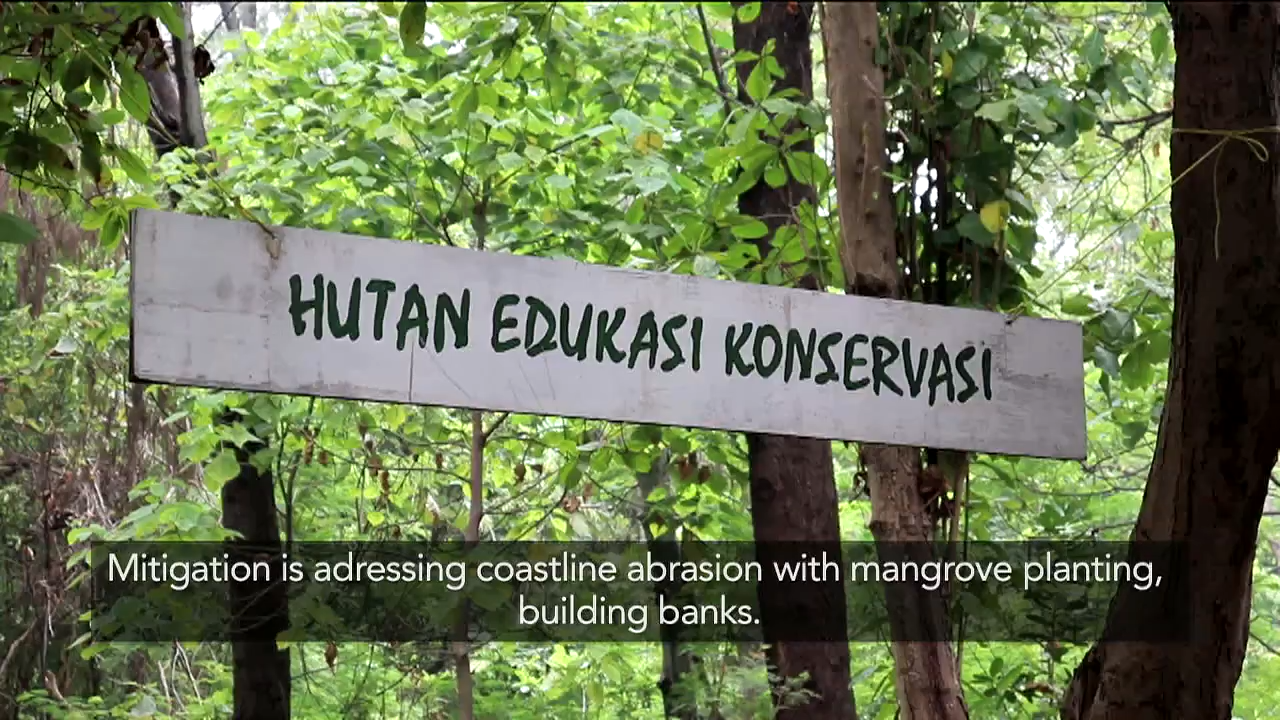 HUTAN EDUKASI KONSERVASI
Mitigation is adressing coastline abrasion with mangrove planting,
building banks.